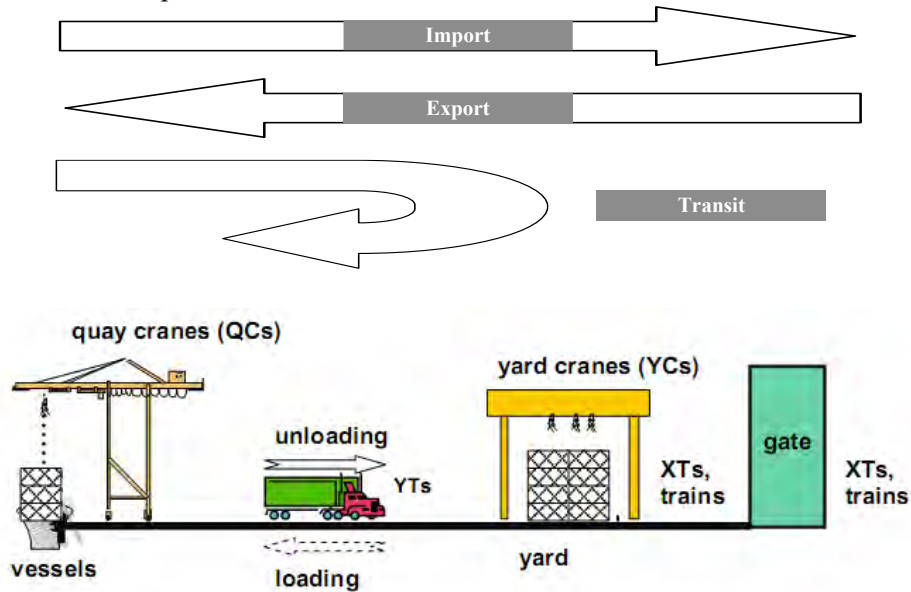 Import
Export
Transit
quay cranes (QCs)
yard cranes (YCs)
unloading
gate
YTs
XTs,
trains
XTs,
trains
yard
vessels
loading